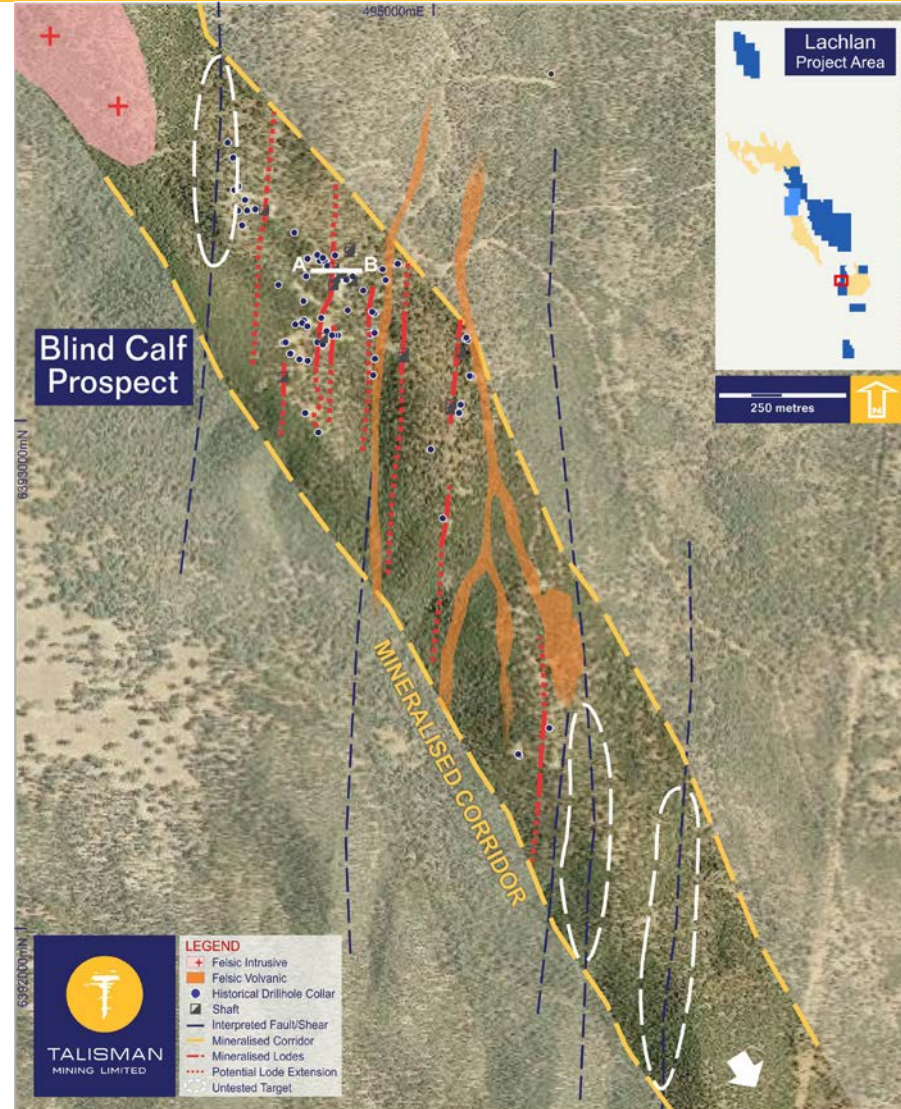 495000mE
Lachlan
Project Area
A B
Blind Calf
Prospect
250 metres
N
6393000mN
MINERALISED CORRIDOR
6392000mN
TALISMAN
MINING LIMITED
LEGEND
Felsic Intrusive
Felsic Volcanic
Historical Drillhole Collar
Shaft
Interpreted Fault/Shear
Mineralised Corridor
Mineralised Lodes
Potential Lode Extension
Untested Target